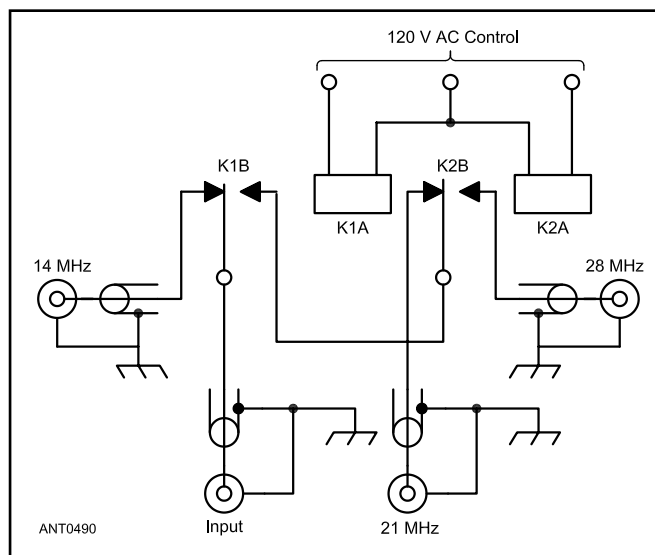 120 V AC Control
K1B
K2B
K1A
K2A
14 MHz
28 MHz
Input
21 MHz
ANT0490